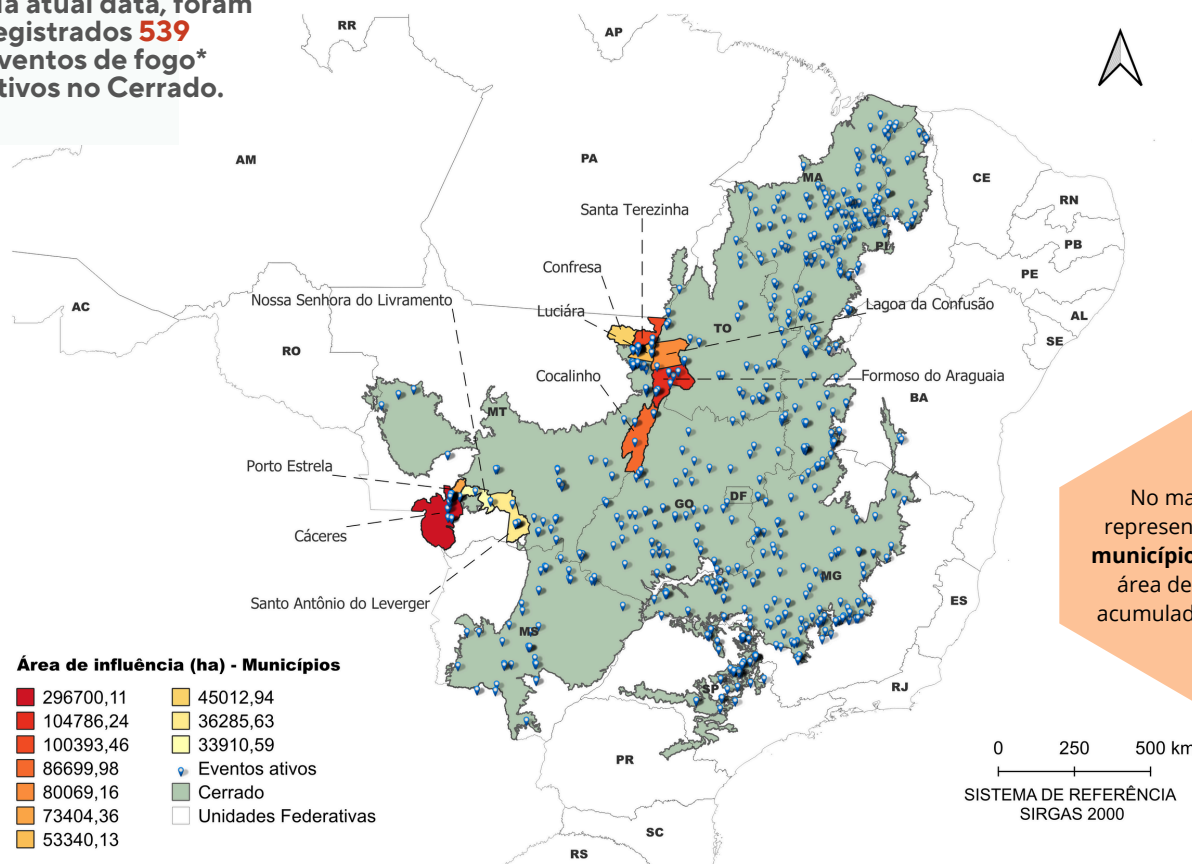 a atual data, foram
egistrados 539
ventos de fogo*
tivos no Cerrado.
RR
AP
AM
PA
MA
CE
RN
PB
PI
PE
AL
SE
AC
RO
TO
BA
MT
GO
DF
MG
ES
MS
SP
RJ
PR
SC
RS
Santa Terezinha
Confresa
Nossa Senhora do Livramento
Luciára
Lagoa da Confusão
Cocalinho
Formoso do Araguaia
Porto Estrela
Cáceres
Santo Antônio do Leverger
No ma
represen
município
área de
acumulad
Área de influência (ha) - Municípios
296700,11
104786,24
100393,46
86699,98
80069,16
73404,36
53340,13
45012,94
36285,63
33910,59
Eventos ativos
Cerrado
Unidades Federativas
0 250 500 km
SISTEMA DE REFERÊNCIA
SIRGAS 2000